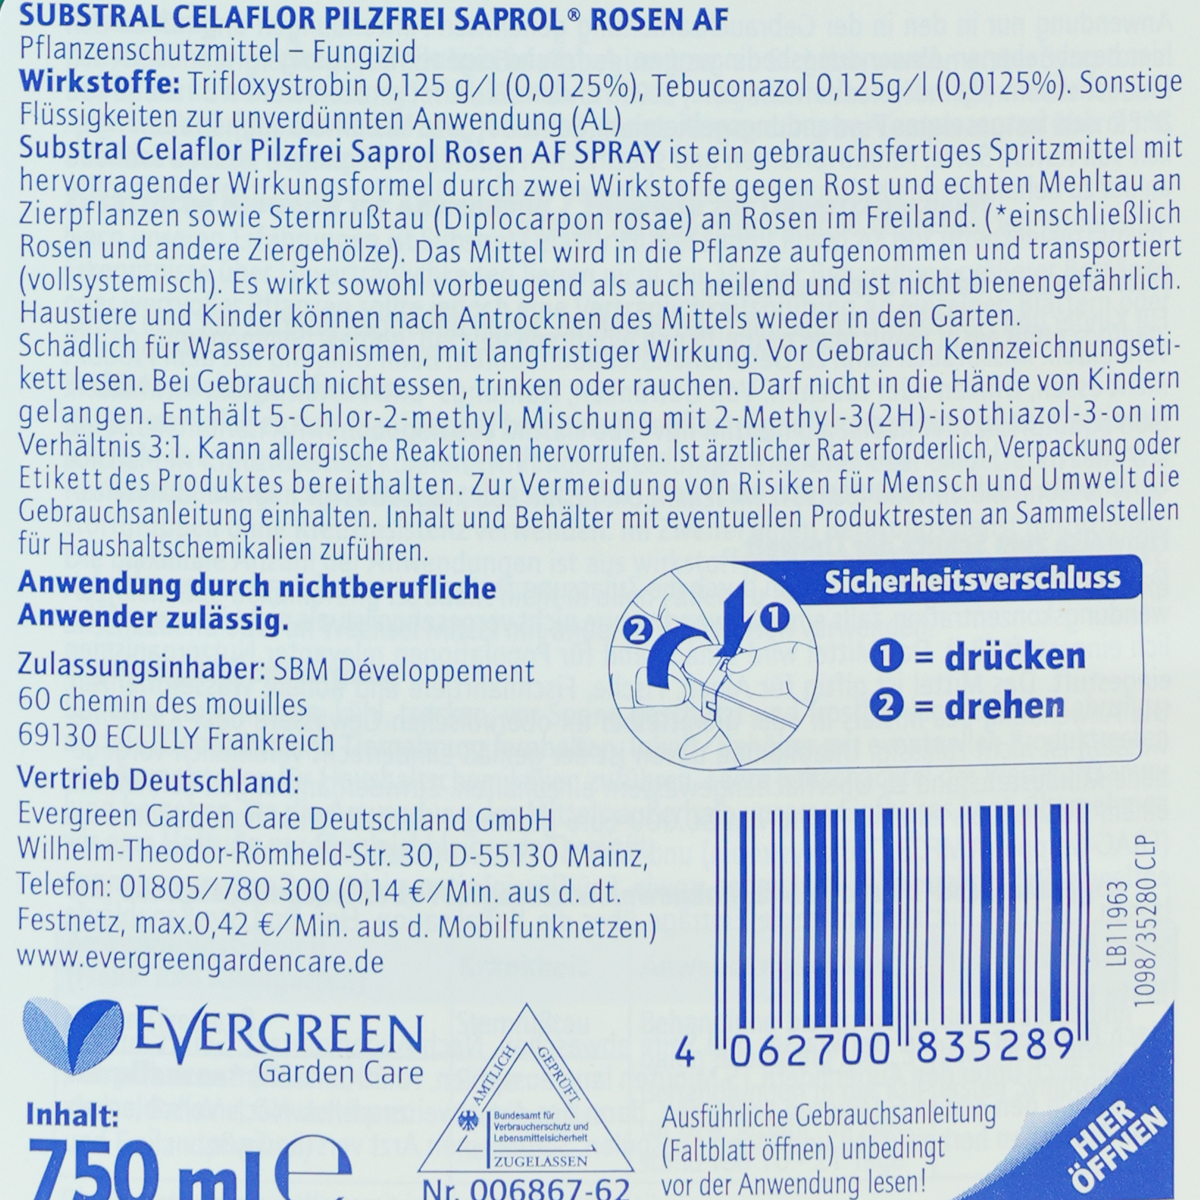 SUBSTRAL CELAFLOR PILZFREI SAPROL® ROSEN AF
Pflanzenschutzmittel – Fungizid
Wirkstoffe: Trifloxystrobin 0,125 g/l (0,0125%), Tebuconazol 0,125g/l (0,0125%). Sonstige
Flüssigkeiten zur unverdünnten Anwendung (AL)
Substral Celaflor Pilzfrei Saprol Rosen AF SPRAY ist ein gebrauchsfertiges Spritzmittel mit
hervorragender Wirkungsformel durch zwei Wirkstoffe gegen Rost und echten Mehltau an
Zierpflanzen sowie Sternrußtau (Diplocarpon rosae) an Rosen im Freiland. (*einschließlich
Rosen und andere Ziergehölze). Das Mittel wird in die Pflanze aufgenommen und transportiert
(vollsystemisch). Es wirkt sowohl vorbeugend als auch heilend und ist nicht bienengefährlich.
Haustiere und Kinder können nach Antrocknen des Mittels wieder in den Garten.
Schädlich für Wasserorganismen, mit langfristiger Wirkung. Vor Gebrauch Kennzeichnungseti-
kett lesen. Bei Gebrauch nicht essen, trinken oder rauchen. Darf nicht in die Hände von Kindern
gelangen. Enthält 5-Chlor-2-methyl, Mischung mit 2-Methyl-3(2H)-isothiazol-3-on im
Verhältnis 3:1. Kann allergische Reaktionen hervorrufen. Ist ärztlicher Rat erforderlich, Verpackung oder
Etikett des Produktes bereithalten. Zur Vermeidung von Risiken für Mensch und Umwelt die
Gebrauchsanleitung einhalten. Inhalt und Behälter mit eventuellen Produktresten an Sammelstellen
für Haushaltschemikalien zuführen.
Anwendung durch nichtberufliche
Anwender zulässig.
Zulassungsinhaber: SBM Développement
60 chemin des mouilles
69130 ECULLY Frankreich
Vertrieb Deutschland:
Evergreen Garden Care Deutschland GmbH
Wilhelm-Theodor-Römheld-Str. 30, D-55130 Mainz,
Telefon: 01805/780 300 (0,14 €/Min. aus d. dt.
Festnetz, max.0,42 €/Min. aus d. Mobilfunknetzen)
www.evergreengardencare.de
Sicherheitsverschluss
1
2
1 = drücken
2 = drehen
LB11963
1098/35280 CLP
4 062700 835289
EVERGREEN
Garden Care
Inhalt:
750 ml e
AMTLICH GEPRÜFT
Bundesamt für
Verbraucherschutz und
Lebensmittelsicherheit
ZUGELASSEN
Nr. 006867-62
Ausführliche Gebrauchsanleitung
(Faltblatt öffnen) unbedingt
vor der Anwendung lesen!
HIER
ÖFFNEN